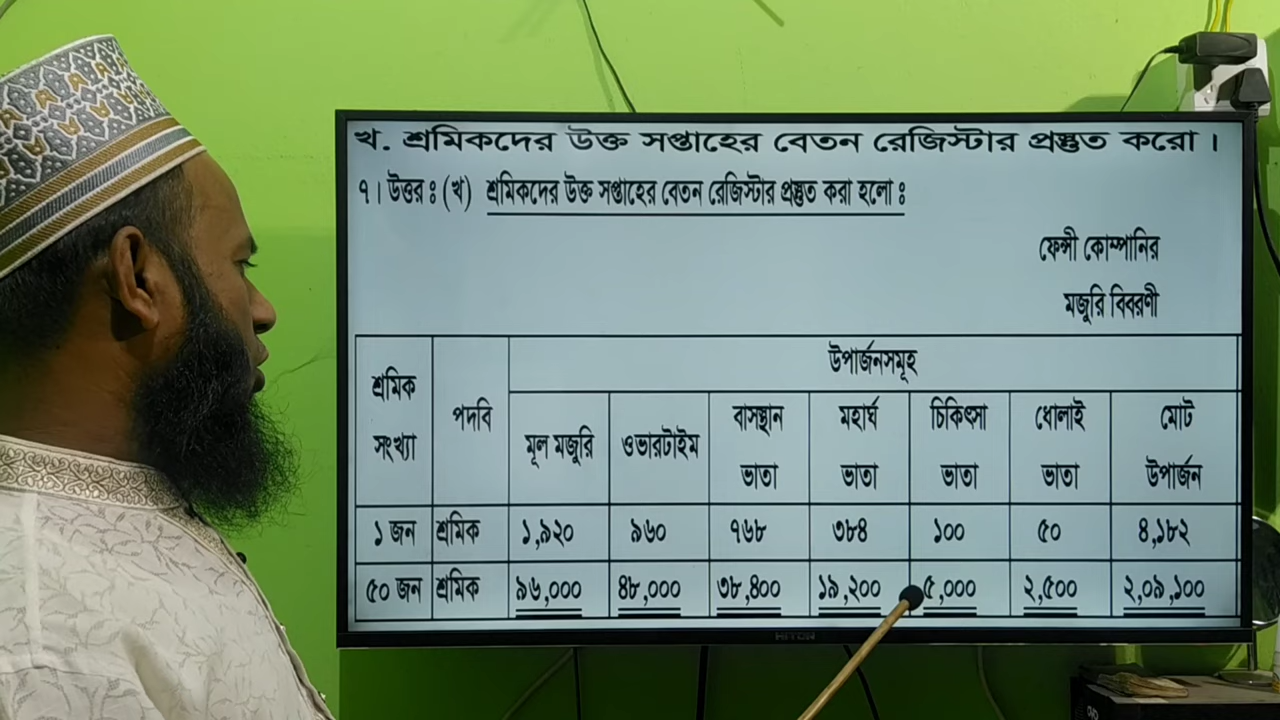 খ. শ্রমিকদের উক্ত সপ্তাহের বেতন রেজিস্টার প্রস্তুত করো ।
৭। উত্তর ঃ (খ) শ্রমিকদের উক্ত সপ্তাহের বেতন রেজিস্টার প্রস্তুত করা হলো ঃ
ফেন্সী কোম্পানির
মজুরি বিবরণী
শ্রমিক সংখ্যা পদবি উপার্জনসমূহ
মূল মজুরি ওভারটাইম বাসস্থান ভাতা মহার্ঘ ভাতা চিকিৎসা ভাতা ধোলাই ভাতা মোট উপার্জন
১ জন শ্রমিক ১,৯২০ ৯৬০ ৭৬৮ ৩৮৪ ১০০ ৫০ ৪,১৮২
৫০ জন শ্রমিক ৯৬,০০০ ৪৮,০০০ ৩৮,৪০০ ১৯,২০০ ৫,০০০ ২,৫০০ ২,০৯,১০০